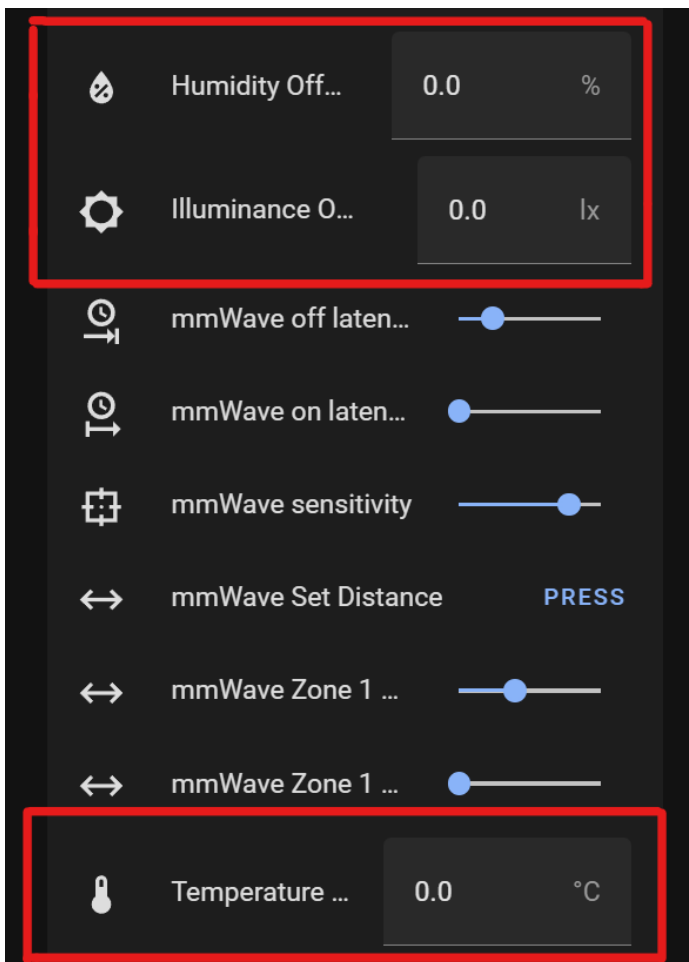 Humidity Off... 0.0 %
Illuminance O... 0.0 lx
mmWave off laten...
mmWave on laten...
mmWave sensitivity
mmWave Set Distance PRESS
mmWave Zone 1 ...
mmWave Zone 1 ...
Temperature ... 0.0 °C